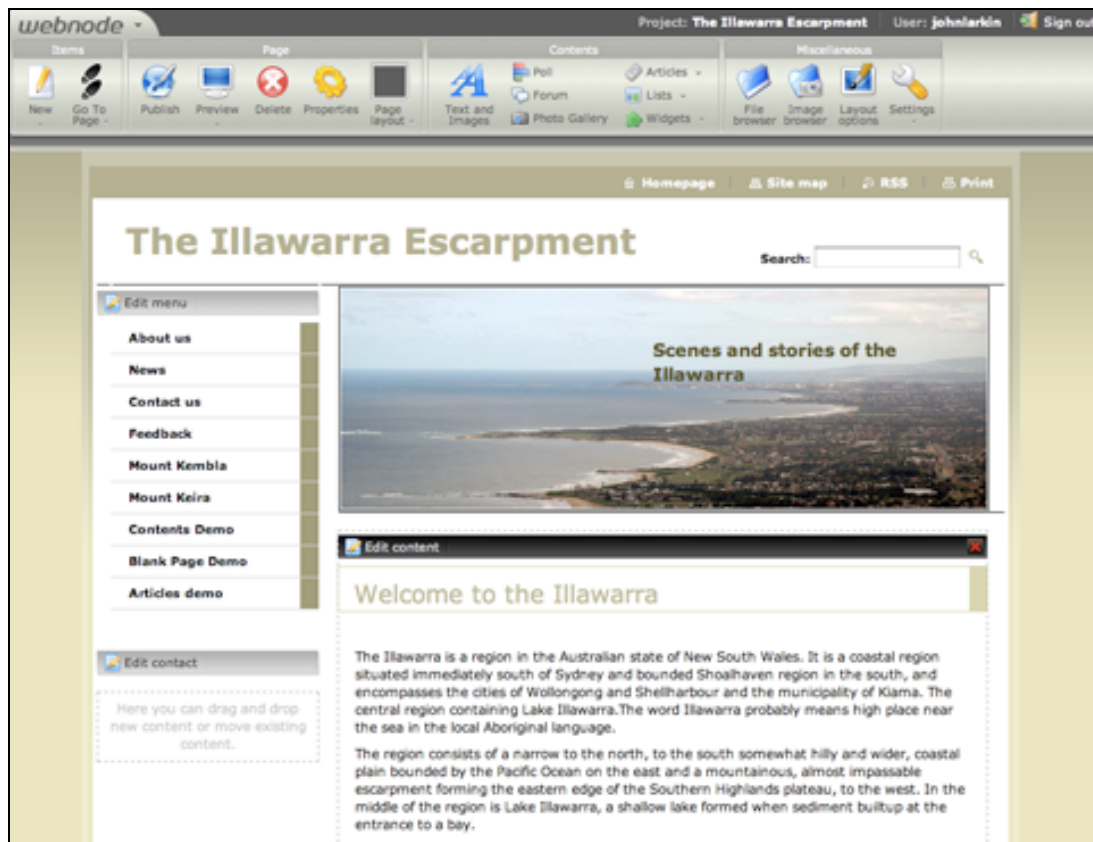 webnode
Project: The Illawarra Escarpment User: johnlarkin Sign out
Items Page Contents Miscellaneous
New
Go To Page
Publish
Preview
Delete
Properties
Page layout
Text and Images
Poll
Forum
Photo Gallery
Articles
Lists
Widgets
File browser
Image browser
Layout options
Settings
Homepage Site map RSS Print
The Illawarra Escarpment
Search:
Edit menu
About us
News
Contact us
Feedback
Mount Kembla
Mount Keira
Contents Demo
Blank Page Demo
Articles demo
Edit contact
Here you can drag and drop
new content or move existing
content.
Scenes and stories of the
Illawarra
Edit content
Welcome to the Illawarra
The Illawarra is a region in the Australian state of New South Wales. It is a coastal region
situated immediately south of Sydney and bounded Shoalhaven region in the south, and
encompasses the cities of Wollongong and Shellharbour and the municipality of Kiama. The
central region containing Lake Illawarra.The word Illawarra probably means high place near
the sea in the local Aboriginal language.
The region consists of a narrow to the north, to the south somewhat hilly and wider, coastal
plain bounded by the Pacific Ocean on the east and a mountainous, almost impassable
escarpment forming the eastern edge of the Southern Highlands plateau, to the west. In the
middle of the region is Lake Illawarra, a shallow lake formed when sediment builtup at the
entrance to a bay.